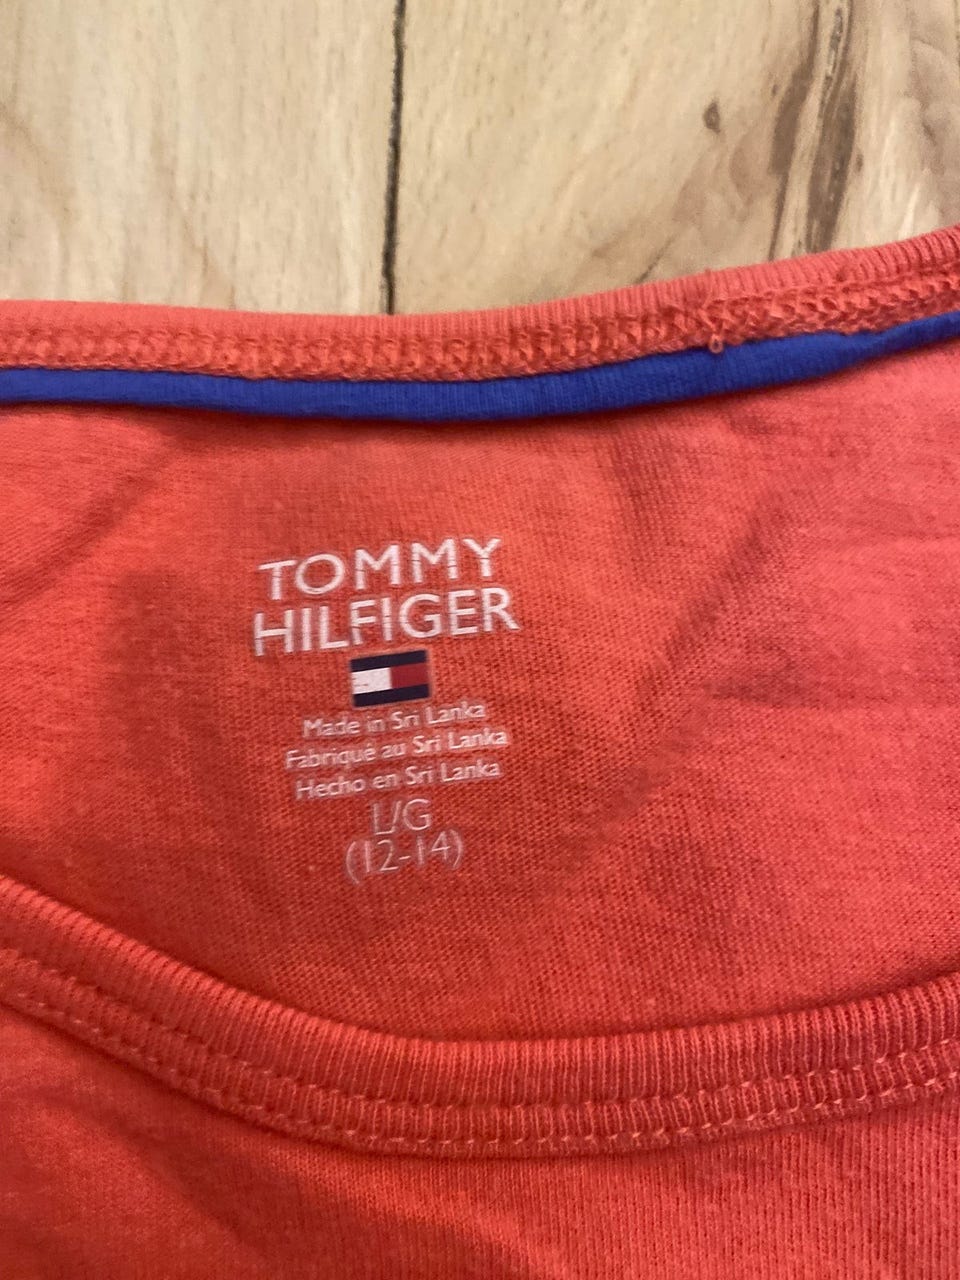 TOMMY
HILFIGER
Made in Sri Lanka
Fabriqué au Sri Lanka
Hecho en Sri Lanka
L/G
(12-14)